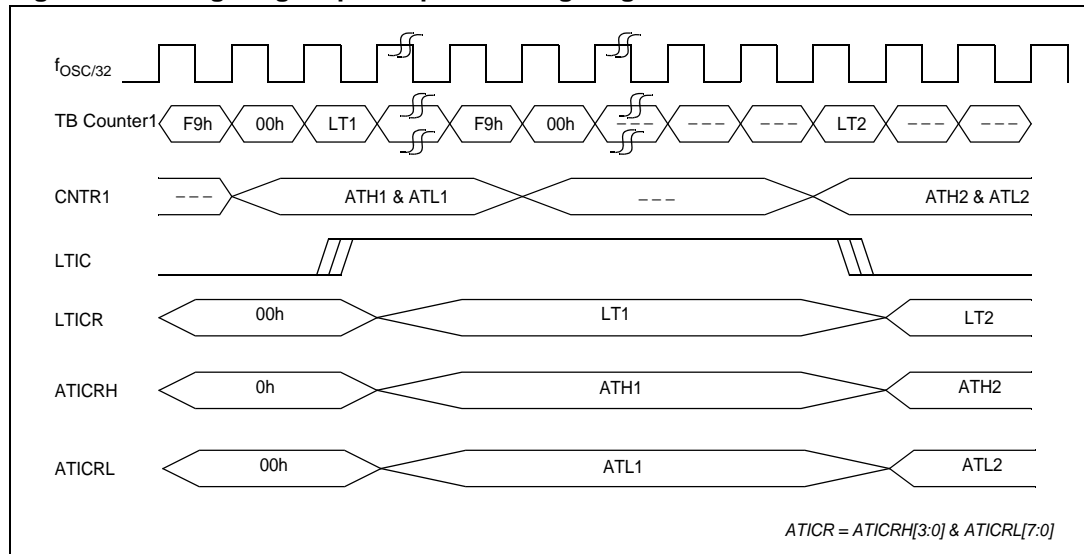 f OSC/32
TB Counter1 F9h 00h LT1 F9h 00h --- --- --- LT2 --- ---
CNTR1 --- ATH1 & ATL1 --- ATH2 & ATL2
LTIC
LTICR 00h LT1 LT2
ATICRH 0h ATH1 ATH2
ATICRL 00h ATL1 ATL2
ATICR = ATICRH[3:0] & ATICRL[7:0]